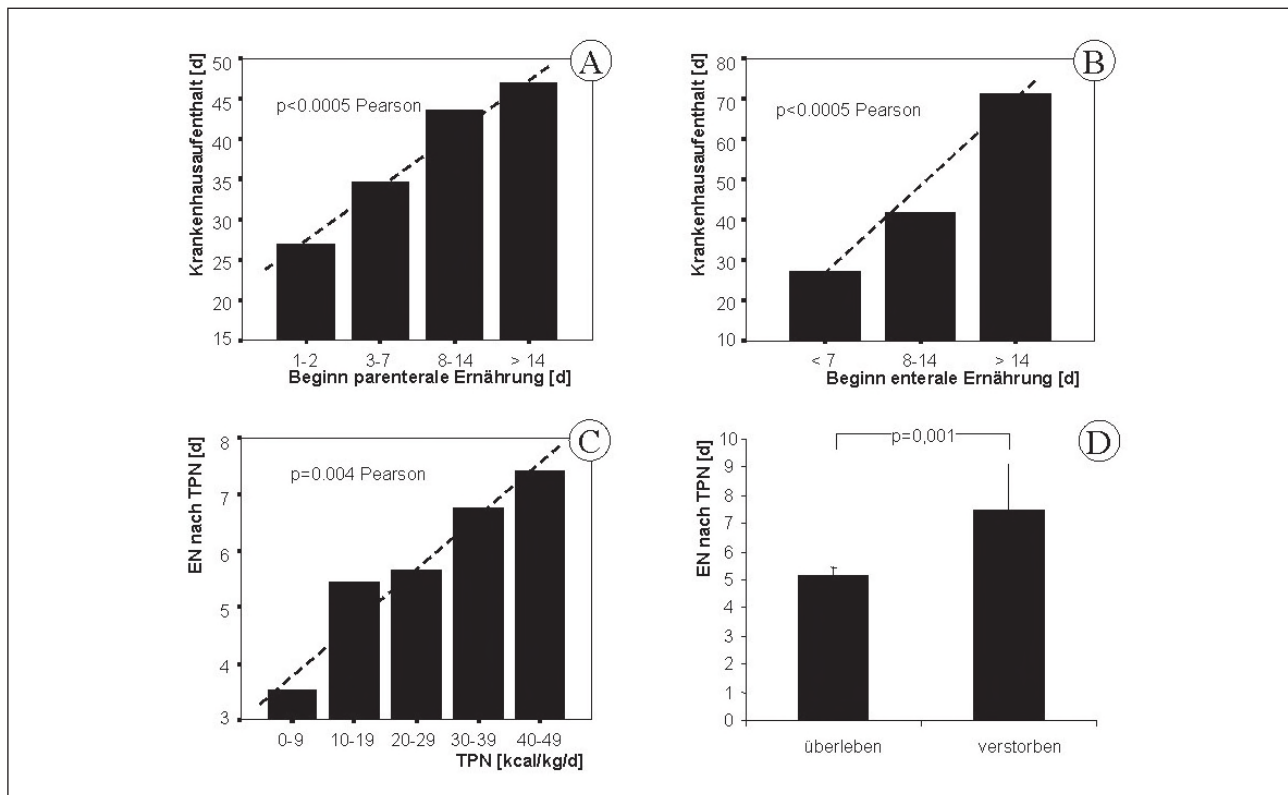 A
Krankenhausaufenthalt [d]
50
45
40
35
30
25
20
15
p<0.0005 Pearson
1-2 3-7 8-14 > 14
Beginn parenterale Ernährung [d]
B
Krankenhausaufenthalt [d]
80
70
60
50
40
30
20
10
p<0.0005 Pearson
< 7 8-14 > 14
Beginn enterale Ernährung [d]
C
EN nach TPN [d]
8
7
6
5
4
3
p=0.004 Pearson
0-9 10-19 20-29 30-39 40-49
TPN [kcal/kg/d]
D
EN nach TPN [d]
10
9
8
7
6
5
4
3
2
1
0
p=0,001
überleben verstorben